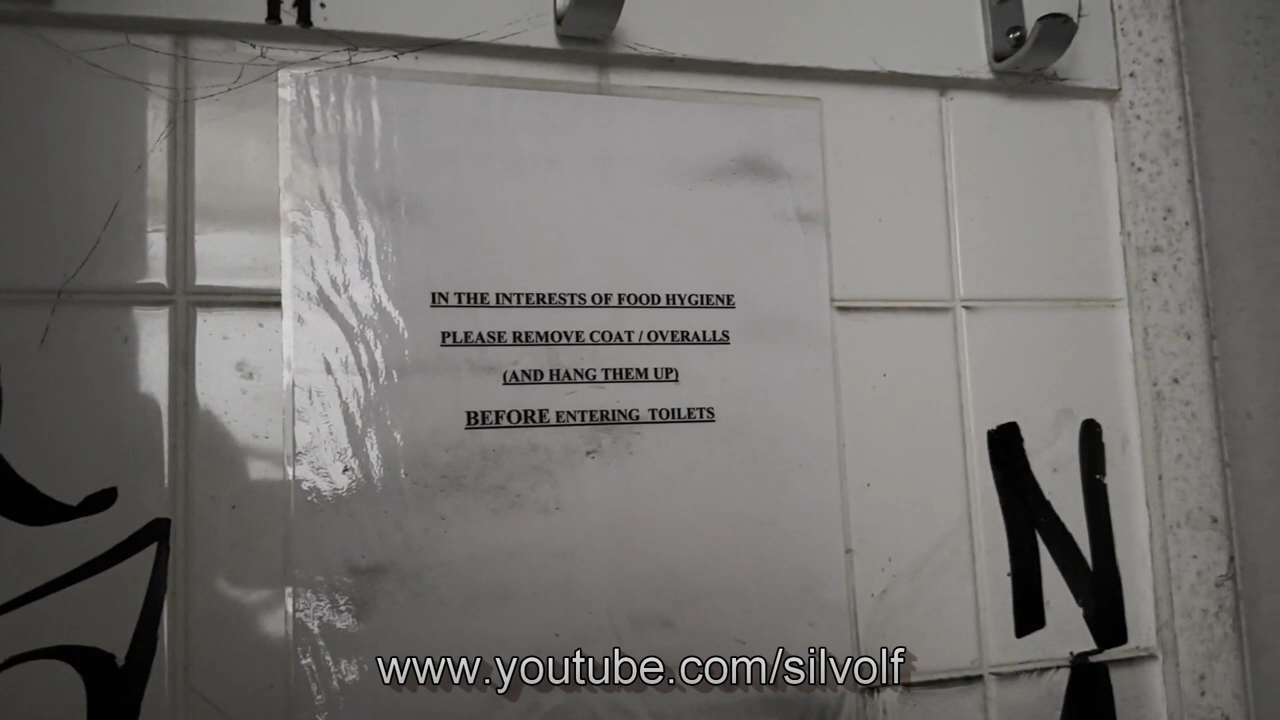 IN THE INTERESTS OF FOOD HYGIENE
PLEASE REMOVE COAT / OVERALLS
(AND HANG THEM UP)
BEFORE ENTERING TOILETS
N
www.youtube.com/silvolf